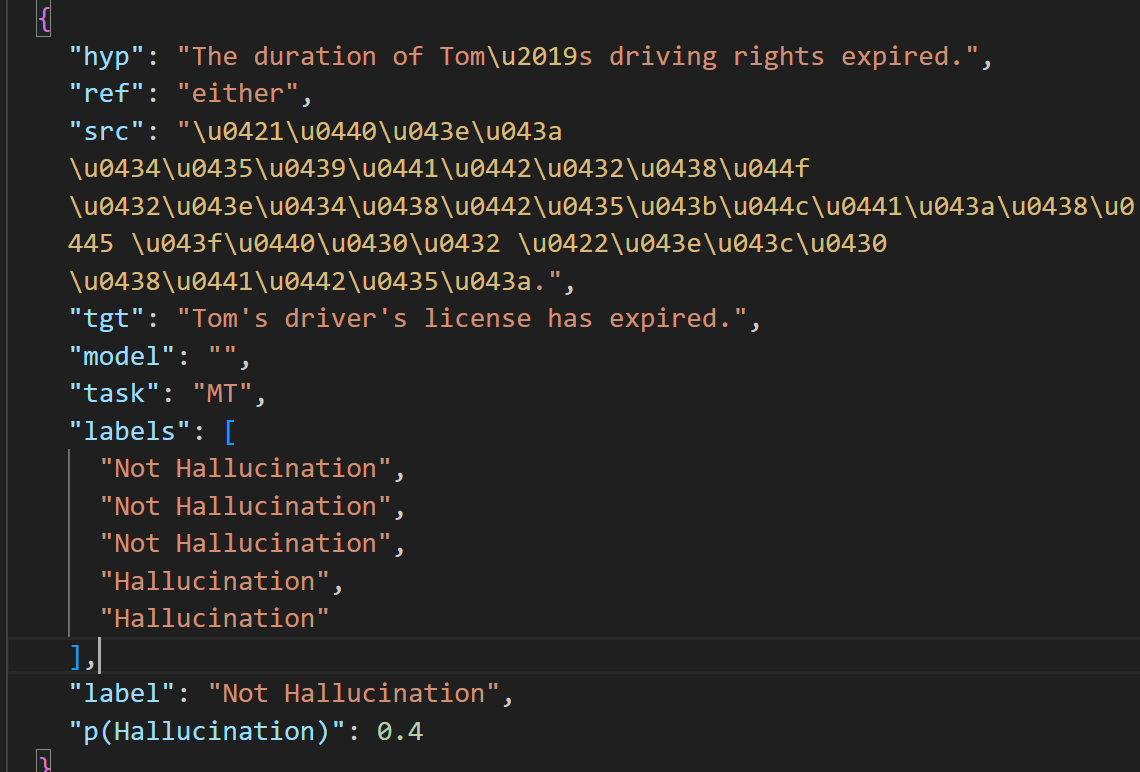 {
"hyp": "The duration of Tom\u2019s driving rights expired.",
"ref": "either",
"src": "\u0421\u0440\u043e\u043a
\u0434\u0435\u0439\u0441\u0442\u0432\u0438\u044f
\u0432\u043e\u0434\u0438\u0442\u0435\u043b\u044c\u0441\u043a\u0438\u0
445 \u043f\u0440\u0430\u0432 \u0422\u043e\u043c\u0430
\u0438\u0441\u0442\u0435\u043a.",
"tgt": "Tom's driver's license has expired.",
"model": "",
"task": "MT",
"labels": [
"Not Hallucination",
"Not Hallucination",
"Not Hallucination",
"Hallucination",
"Hallucination"
],
"label": "Not Hallucination",
"p(Hallucination)": 0.4
}